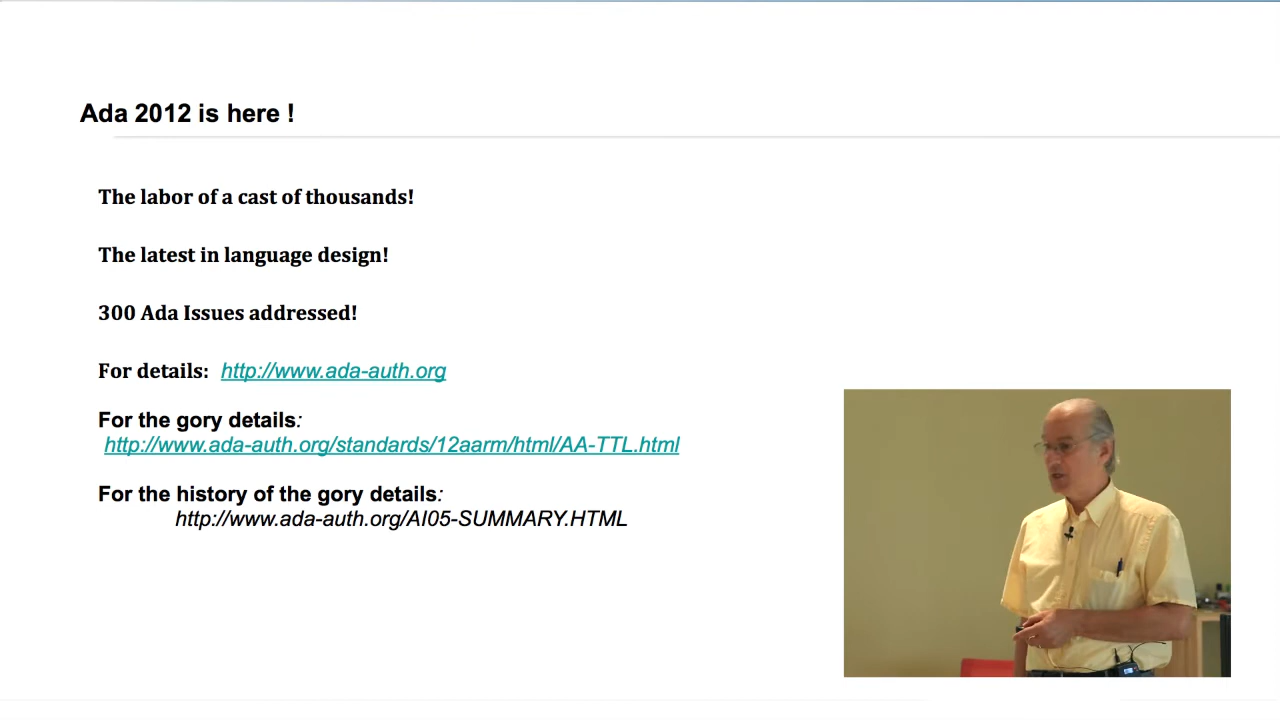 Ada 2012 is here !
The labor of a cast of thousands!
The latest in language design!
300 Ada Issues addressed!
For details: http://www.ada-auth.org
For the gory details:
http://www.ada-auth.org/standards/12aarm/html/AA-TTL.html
For the history of the gory details:
http://www.ada-auth.org/AI05-SUMMARY.HTML